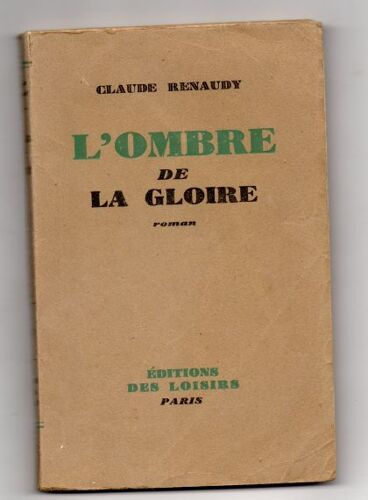 CLAUDE RENAUDY
L'OMBRE
DE
LA GLOIRE
roman
ÉDITIONS
DES LOISIRS
PARIS